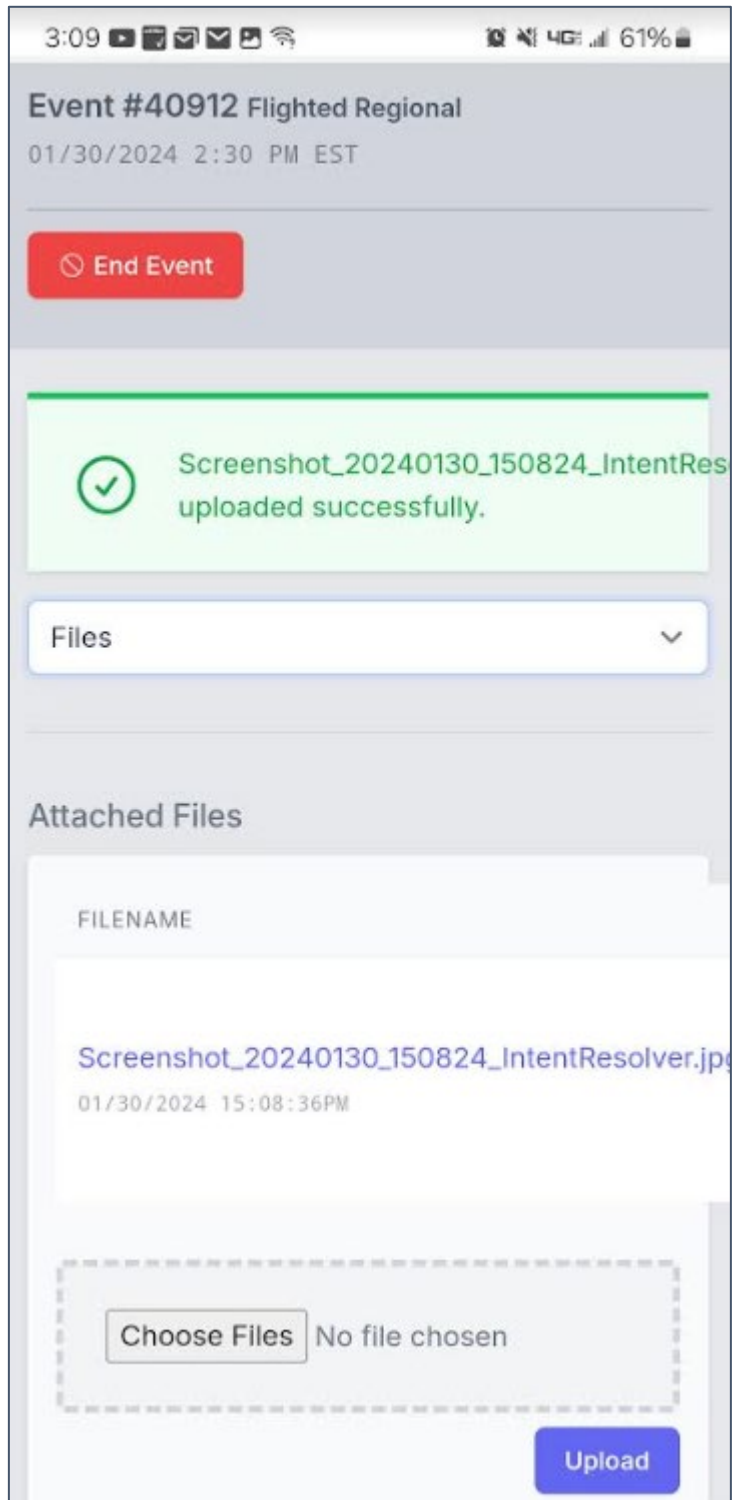 3:09 4G 61%
Event #40912 Flighted Regional
01/30/2024 2:30 PM EST
End Event
Screenshot_20240130_150824_IntentRes
uploaded successfully.
Files
Attached Files
FILENAME
Screenshot_20240130_150824_IntentResolver.jpg
01/30/2024 15:08:36PM
Choose Files No file chosen
Upload